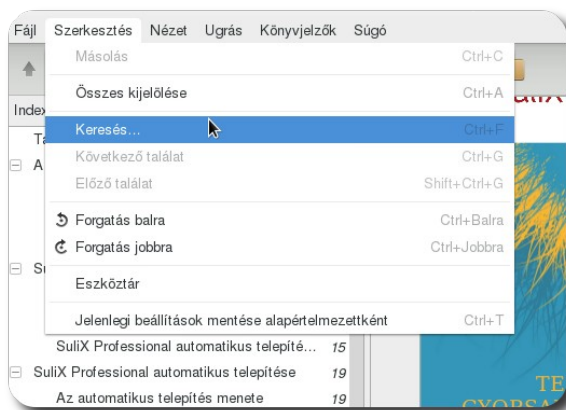 Fájl Szerkesztés Nézet Ugrás Könyvjelzők Súgó
Másolás Ctrl+C
Összes kijelölése Ctrl+A
Index
Keresés... Ctrl+F
Következő találat Ctrl+G
Előző találat Shift+Ctrl+G
Forgatás balra Ctrl+Balra
Forgatás jobbra Ctrl+Jobbra
Eszköztár
Jelenlegi beállítások mentése alapértelmezettként Ctrl+T
SuliX Professional automatikus telepíté... 15
SuliX Professional automatikus telepítése 19
Az automatikus telepítés menete 19